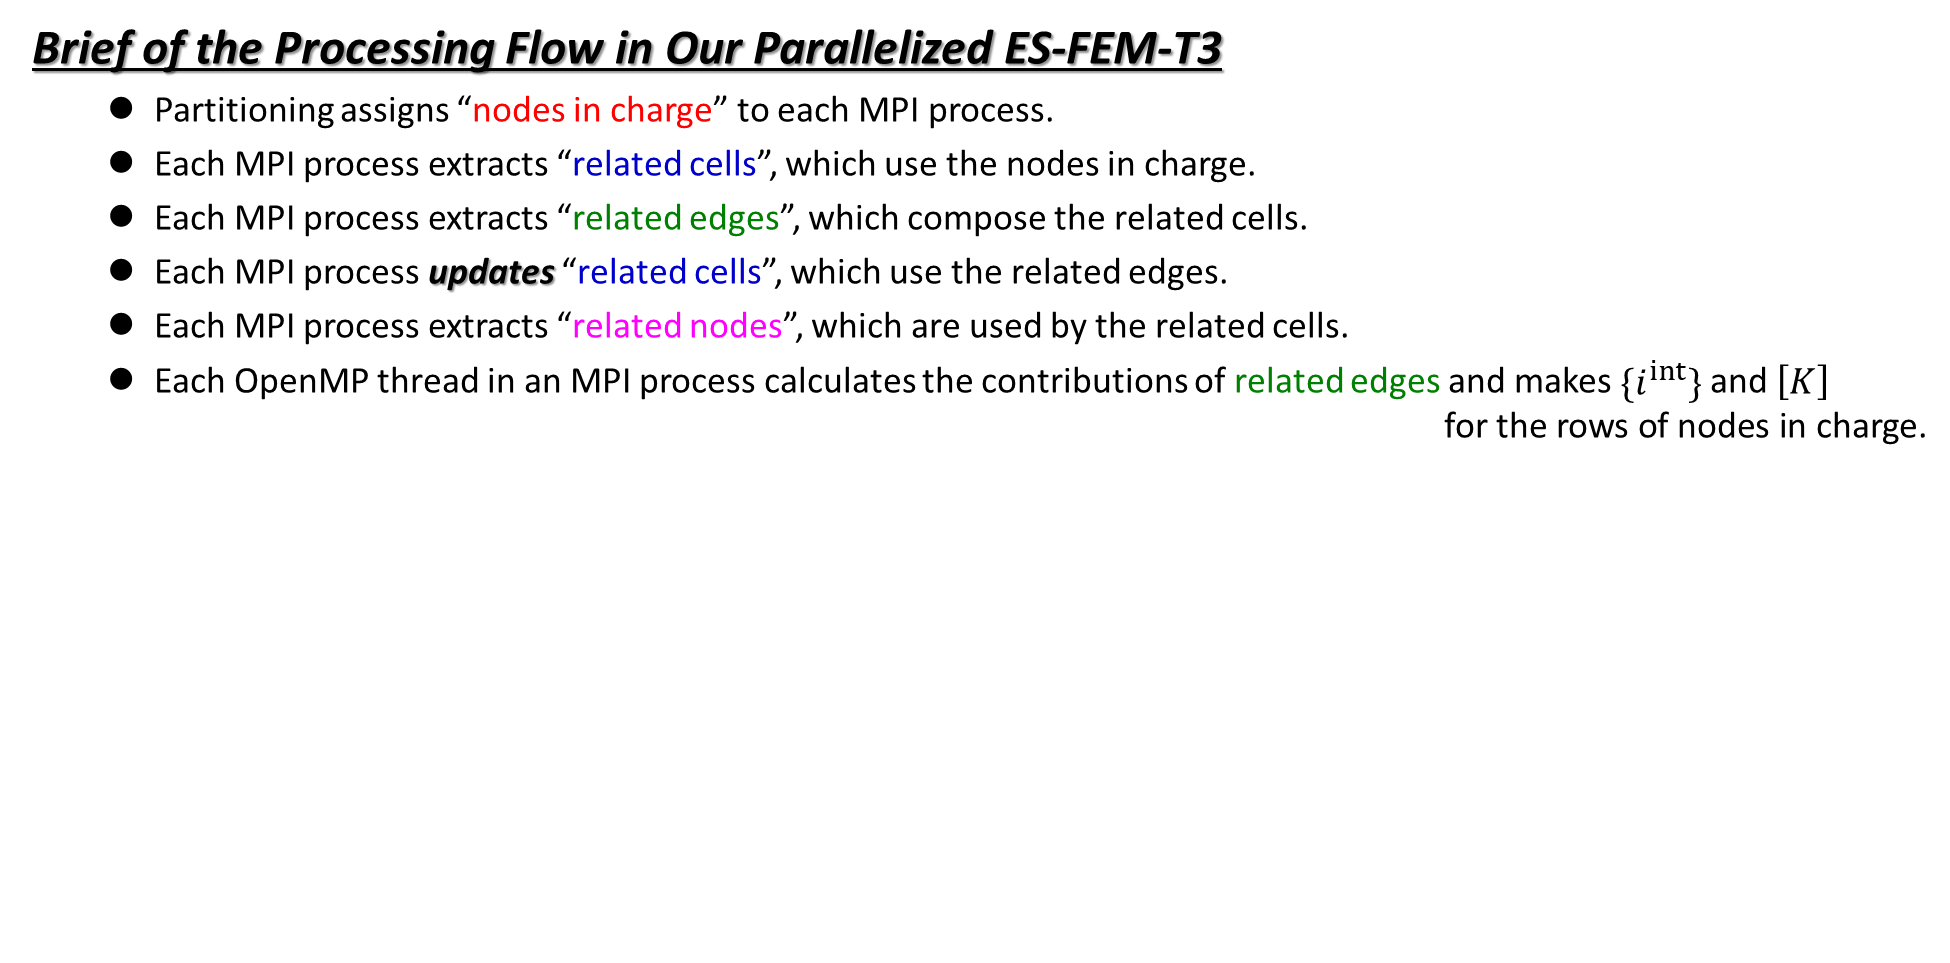 Brief of the Processing Flow in Our Parallelized ES-FEM-T3
● Partitioning assigns “nodes in charge” to each MPI process.
● Each MPI process extracts “related cells”, which use the nodes in charge.
● Each MPI process extracts “related edges”, which compose the related cells.
● Each MPI process updates “related cells”, which use the related edges.
● Each MPI process extracts “related nodes”, which are used by the related cells.
● Each OpenMP thread in an MPI process calculates the contributions of related edges and makes {i^int} and [K]
for the rows of nodes in charge.